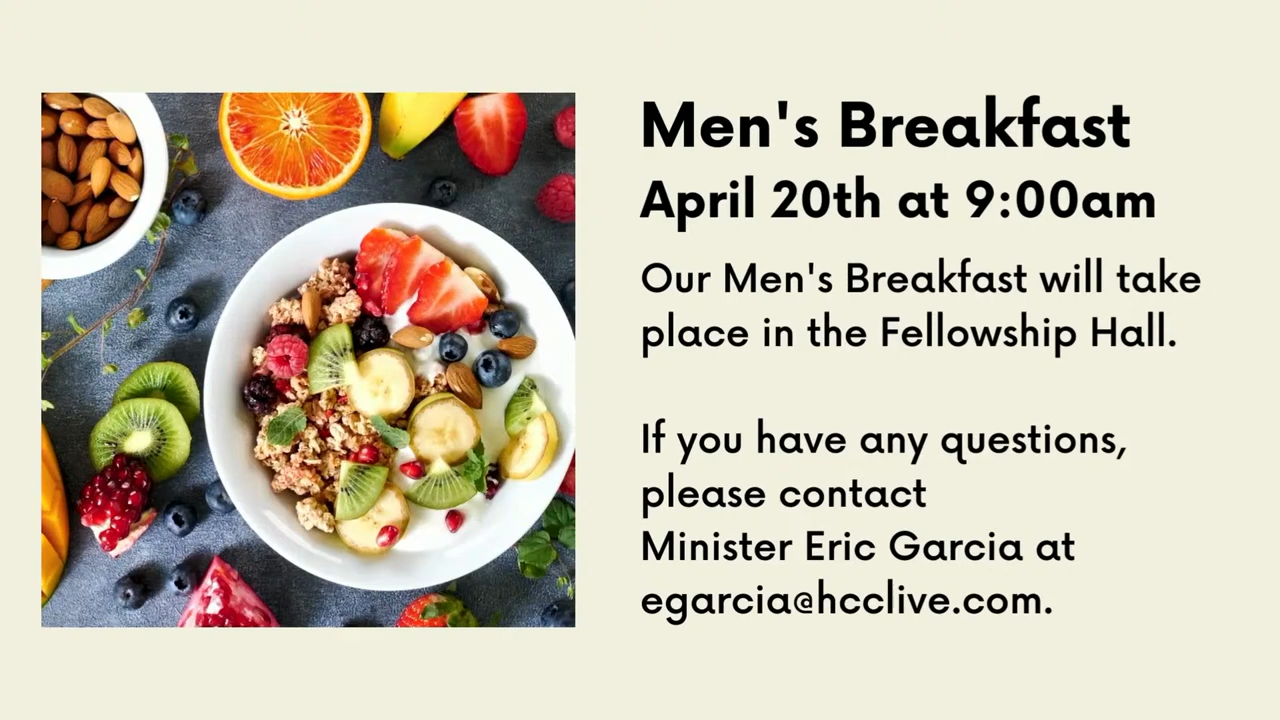 Men's Breakfast
April 20th at 9:00am
Our Men's Breakfast will take
place in the Fellowship Hall.
If you have any questions,
please contact
Minister Eric Garcia at
egarcia@hcclive.com.